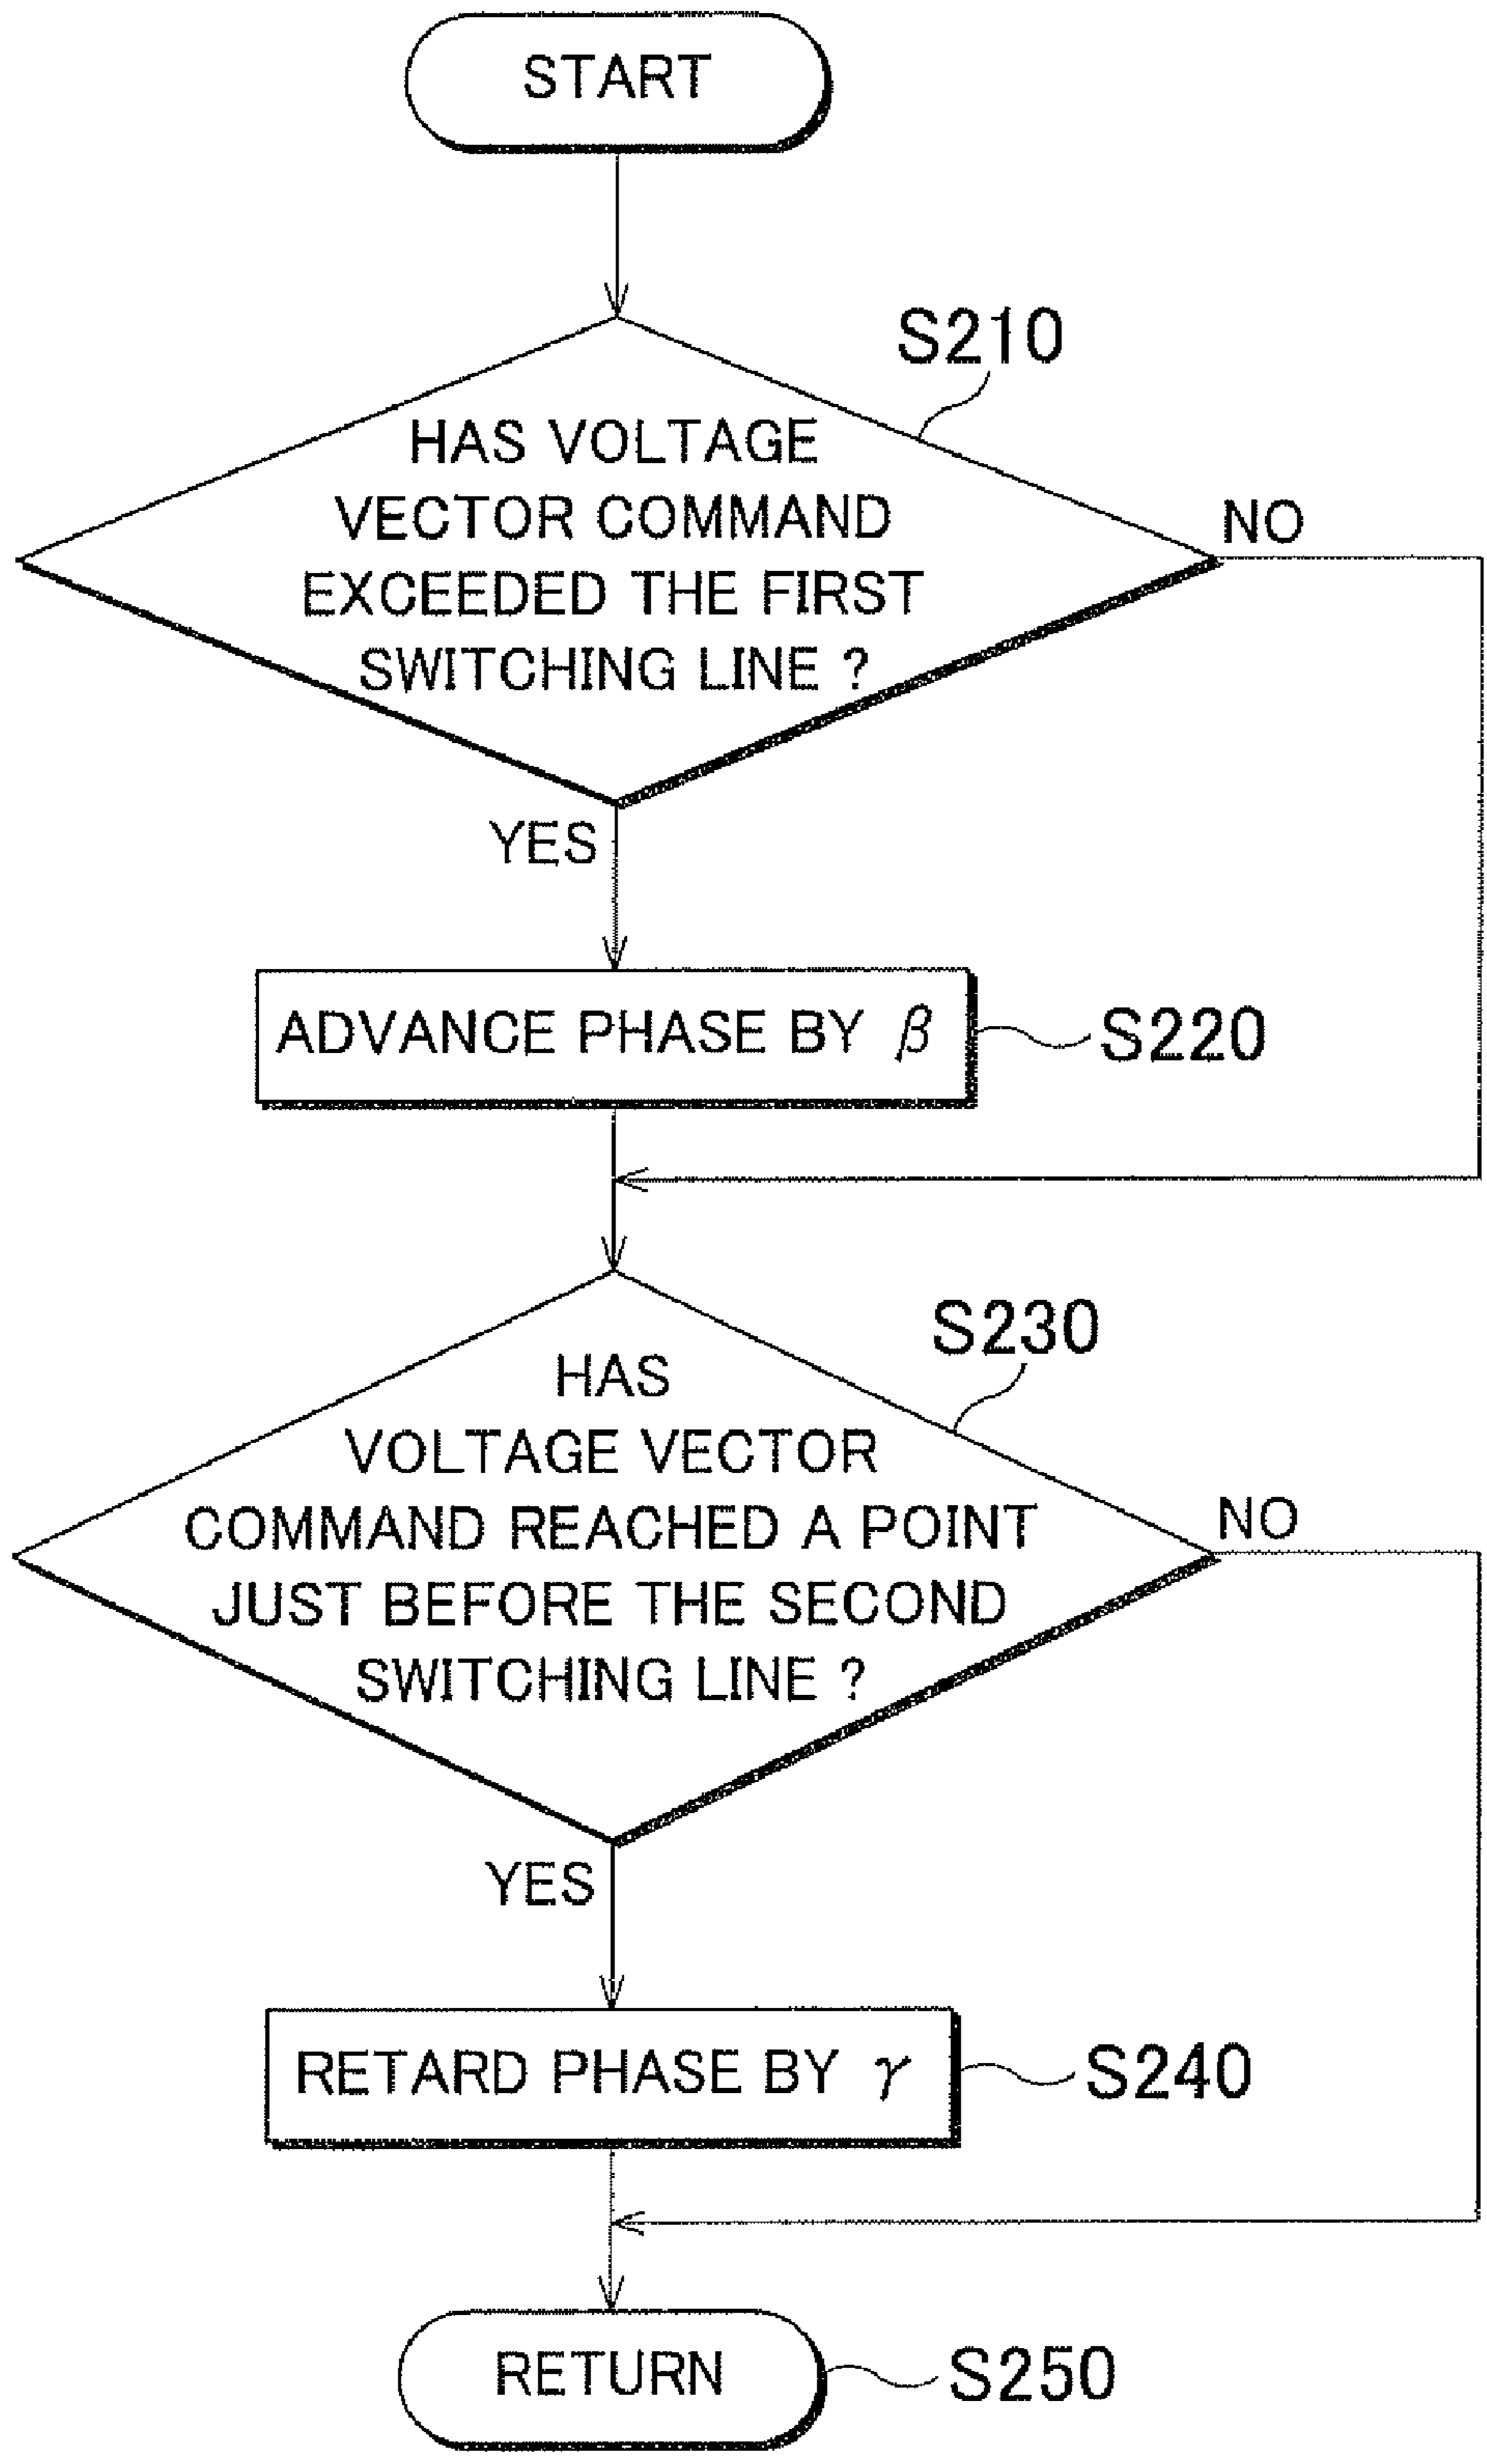 START
S210
HAS VOLTAGE
VECTOR COMMAND
EXCEEDED THE FIRST
SWITCHING LINE ?
NO
YES
ADVANCE PHASE BY β
S220
S230
HAS
VOLTAGE VECTOR
COMMAND REACHED A POINT
JUST BEFORE THE SECOND
SWITCHING LINE ?
NO
YES
RETARD PHASE BY γ
S240
RETURN
S250